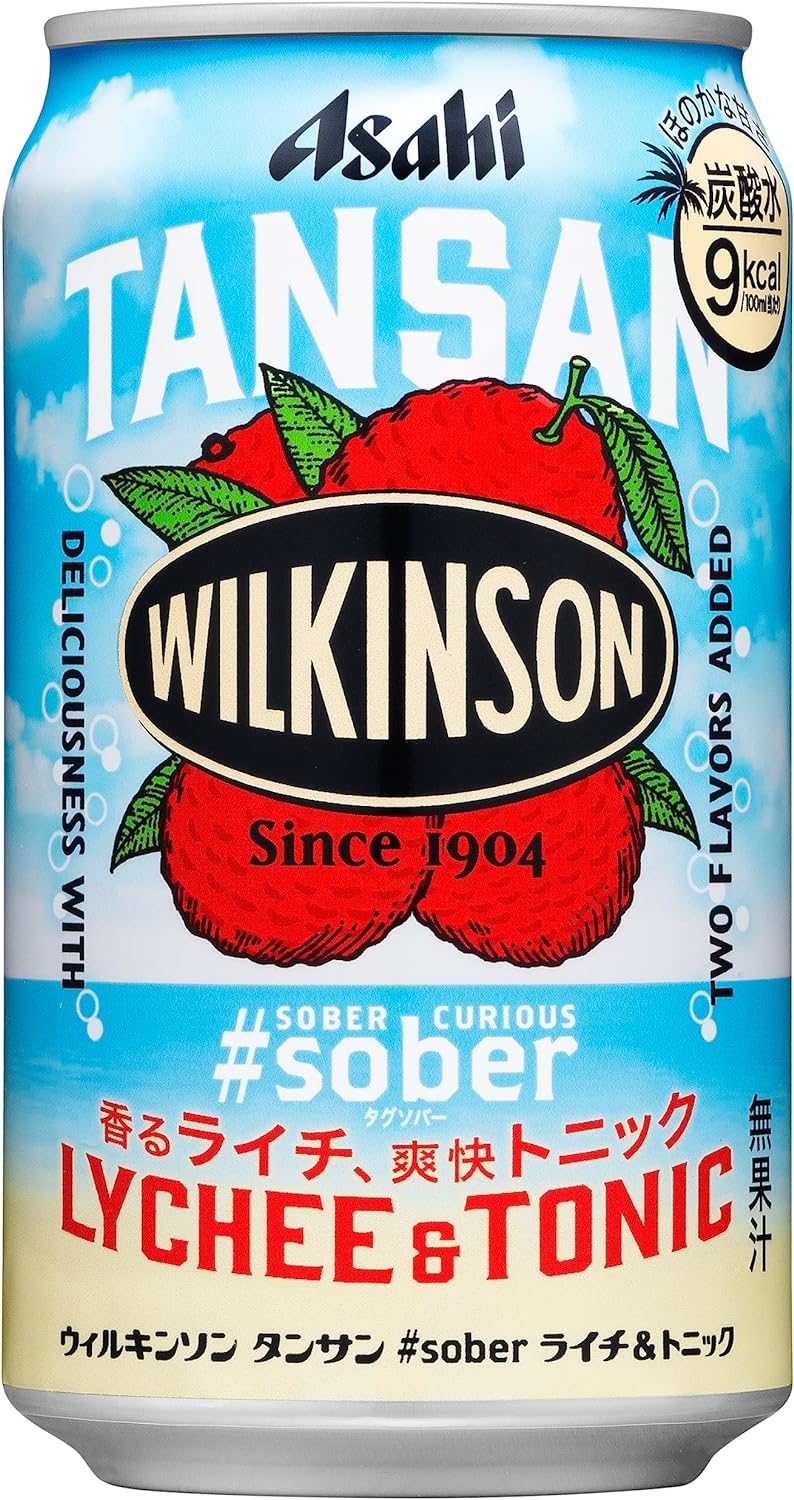 Asahi
TANSAN
ほのかな甘さ
炭酸水
9kcal
/100ml当たり
WILKINSON
Since 1904
DELICIOUSNESS WITH
TWO FLAVORS ADDED
SOBER CURIOUS
#sober
タグソバー
香るライチ、爽快トニック
LYCHEE & TONIC
無果汁
ウィルキンソン タンサン #sober ライチ&トニック